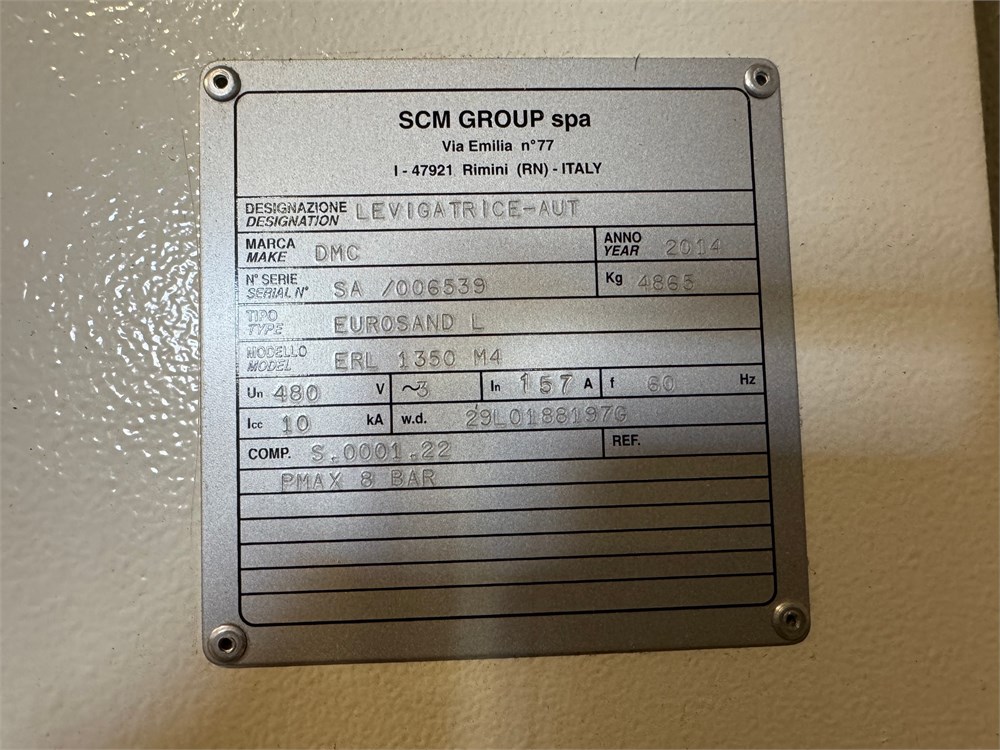 SCM GROUP spa
Via Emilia n°77
I - 47921 Rimini (RN) - ITALY
DESIGNAZIONE LEVIGATRICE-AUT
DESIGNATION
MARCA DMC ANNO 2014
MAKE YEAR
N° SERIE SA /006539 Kg 4863
SERIAL N°
TIPO EUROSAND L
TYPE
MODELLO ERL 1350 M4
MODEL
Un 480 V ~3 In 157 A f 60 Hz
Icc 10 kA w.d. 29L0188197G
COMP. S.0001.22 REF.
PMAX 8 BAR